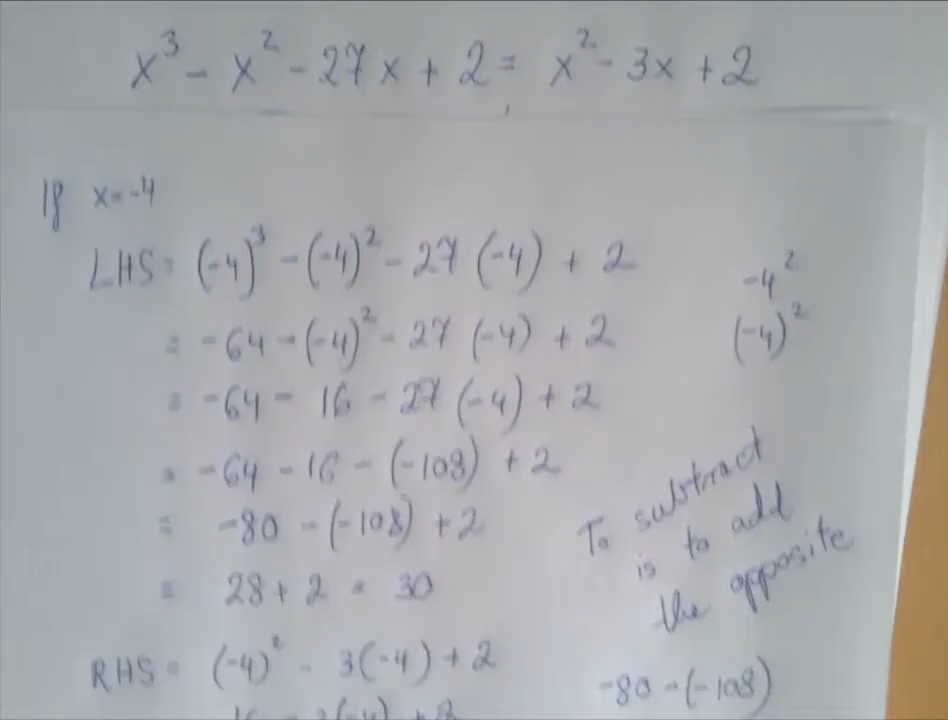 x³ - x² - 27x + 2 = x² - 3x + 2
If x = -4
LHS = (-4)³ - (-4)² - 27 (-4) + 2
= -64 - (-4)² - 27 (-4) + 2
= -64 - 16 - 27 (-4) + 2
= -64 - 16 - (-108) + 2
= -80 - (-108) + 2
= 28 + 2 = 30
RHS = (-4)² - 3(-4) + 2
-4²
(-4)²
To subtract
is to add
the opposite
-80 - (-108)